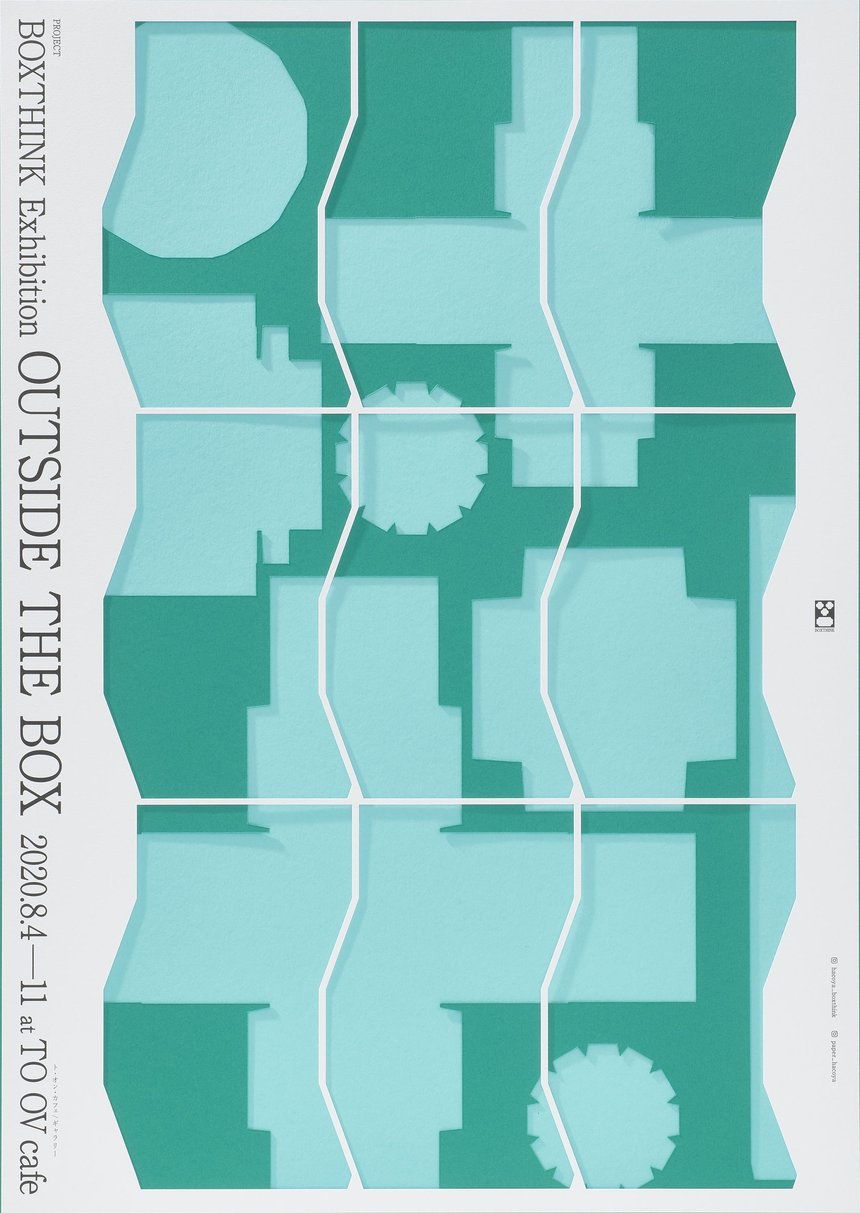 PROJECT
BOXTHINK Exhibition OUTSIDE THE BOX 2020.8.4—11 at TO OV cafe
ト・オン・カフェ/ギャラリー
BOXTHINK
hacoya_boxthink
paper_hacoya